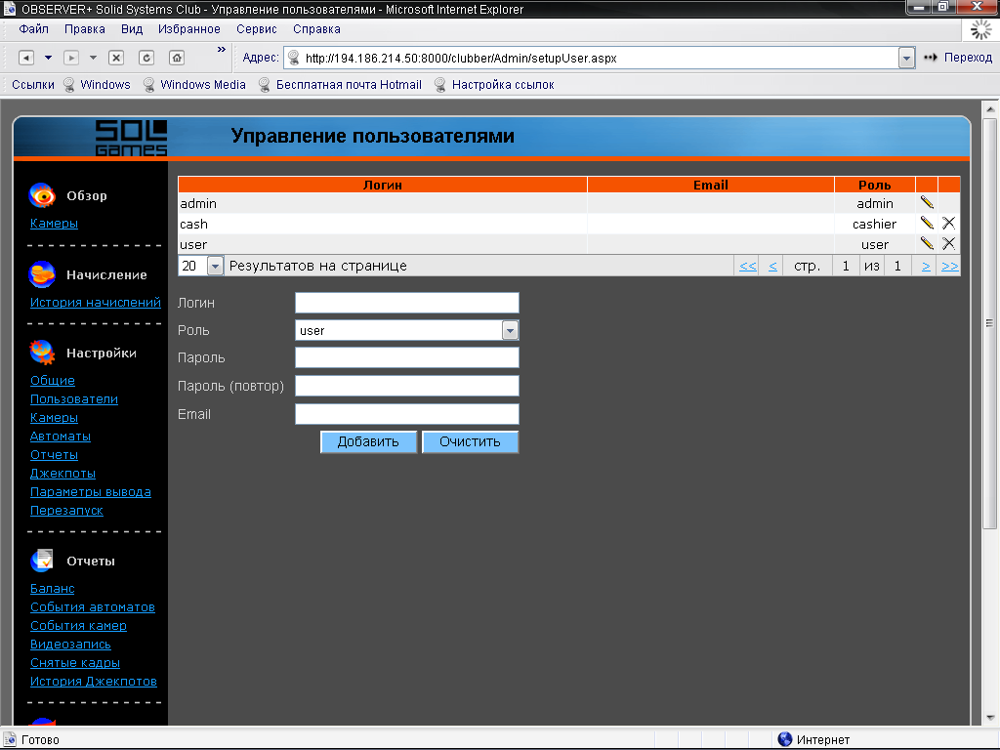 OBSERVER+ Solid Systems Club - Управление пользователями - Microsoft Internet Explorer
Файл Правка Вид Избранное Сервис Справка
» Адрес: http://194.186.214.50:8000/clubber/Admin/setupUser.aspx Переход
Ссылки Windows Windows Media Бесплатная почта Hotmail Настройка ссылок
SOL GAMES
Управление пользователями
Обзор
Камеры
Начисление
История начислений
Настройки
Общие
Пользователи
Камеры
Автоматы
Отчеты
Джекпоты
Параметры вывода
Перезапуск
Отчеты
Баланс
События автоматов
События камер
Видеозапись
Снятые кадры
История Джекпотов
Логин Email Роль
admin admin
cash cashier
user user
20 Результатов на странице << < стр. 1 из 1 > >>
Логин
Роль user
Пароль
Пароль (повтор)
Email
Добавить Очистить
Готово Интернет